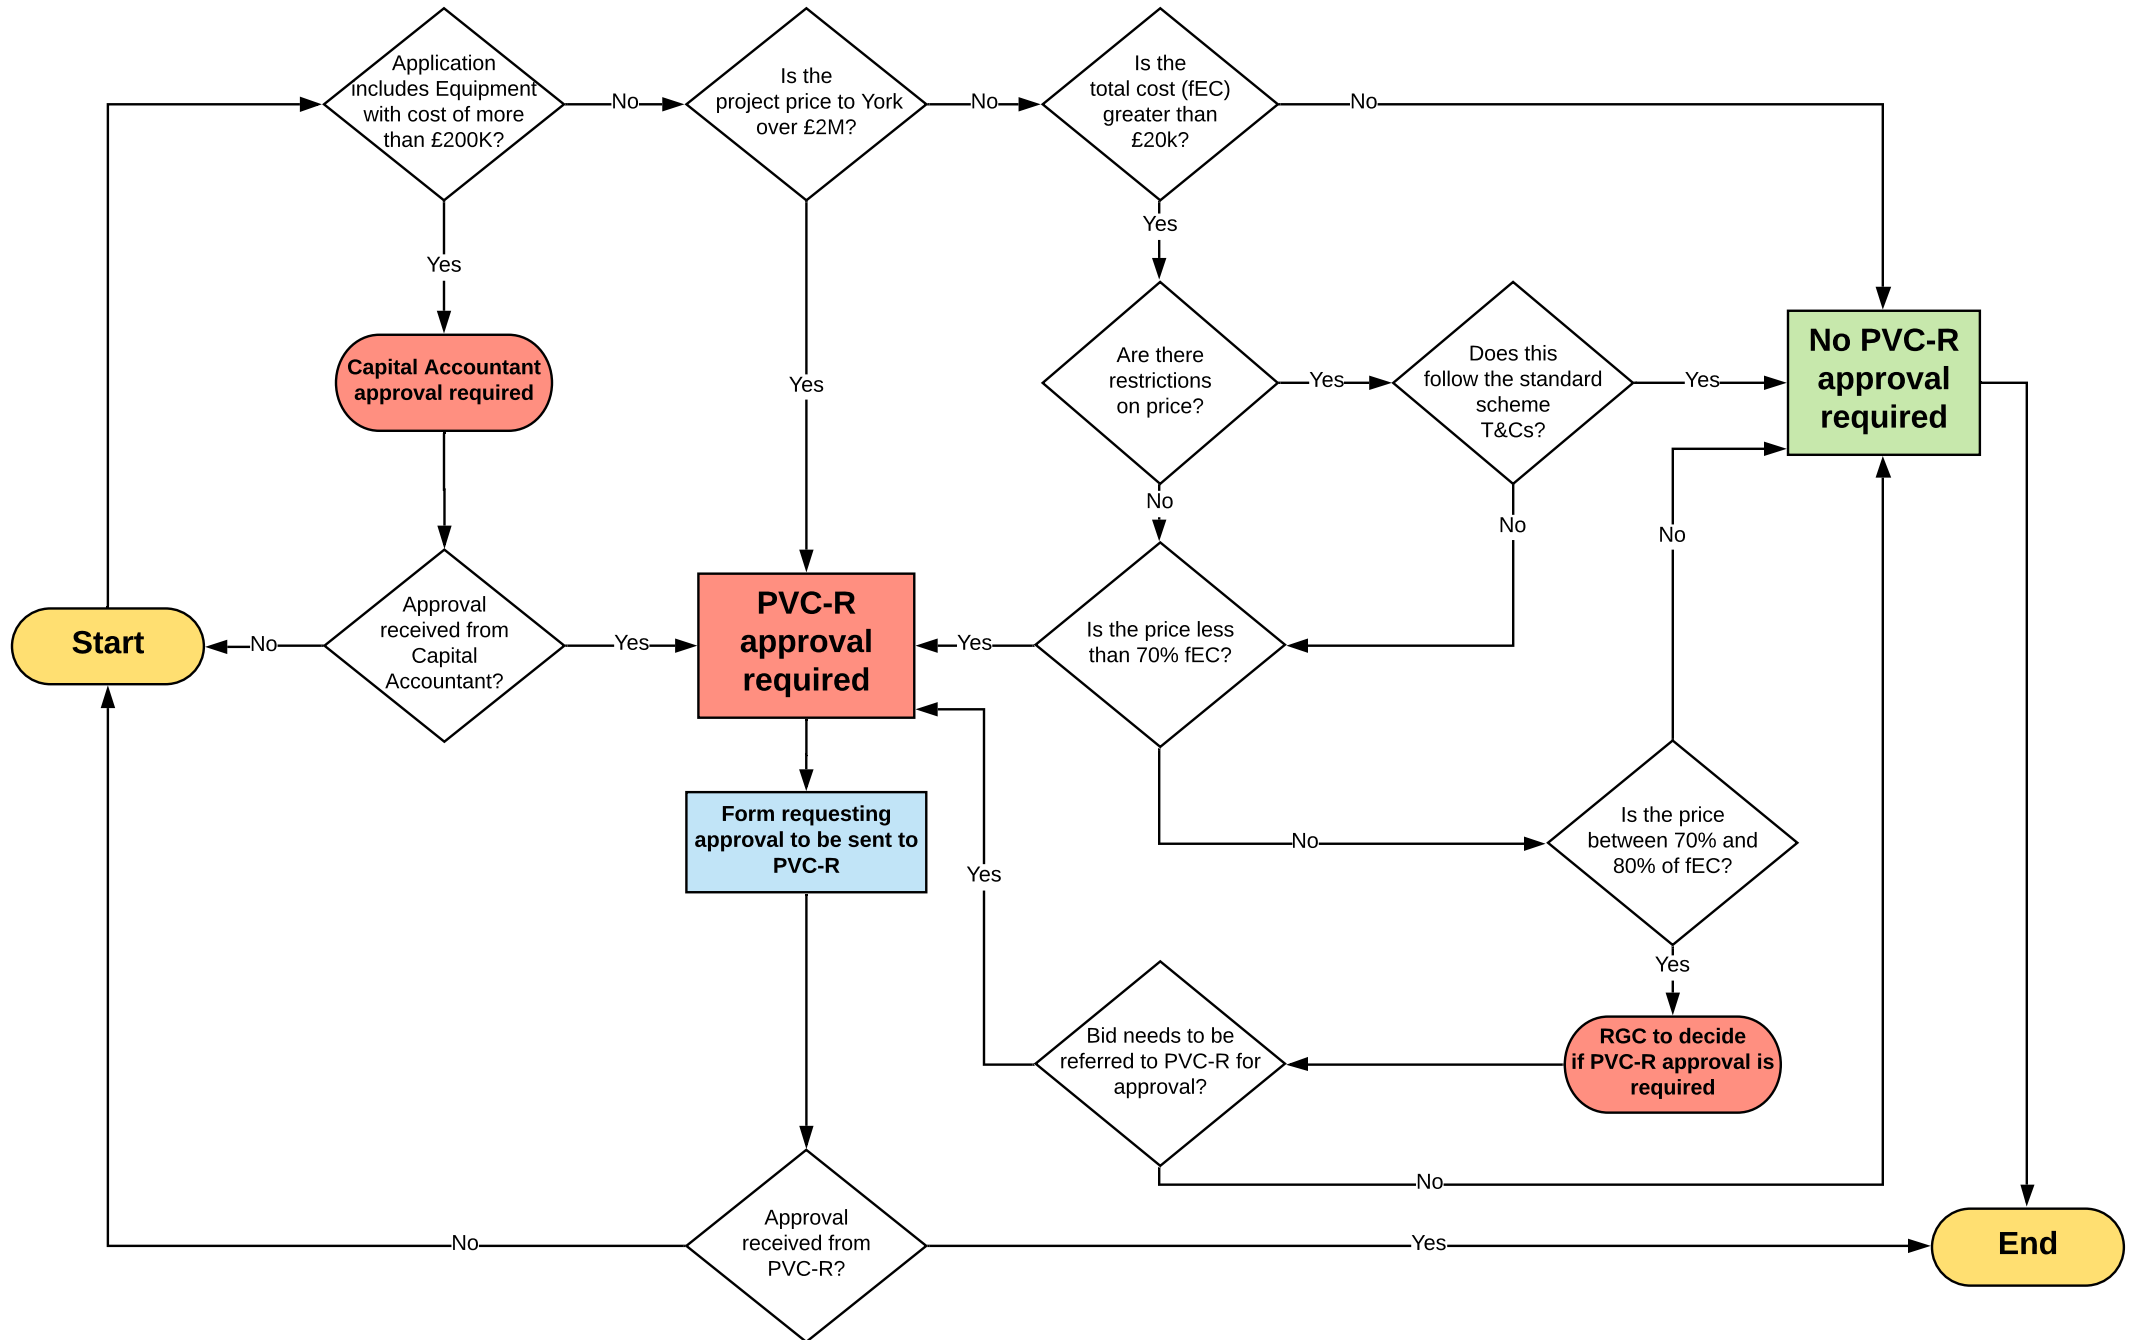 Application
includes Equipment
with cost of more
than £200K?
No
Is the
project price to York
over £2M?
No
Is the
total cost (fEC)
greater than
£20k?
No
Yes
Yes
Yes
Capital Accountant
approval required
Are there
restrictions
on price?
Yes
Does this
follow the standard
scheme
T&Cs?
Yes
No PVC-R
approval
required
No
No
No
Start
No
Approval
received from
Capital
Accountant?
Yes
PVC-R
approval
required
Yes
Is the price less
than 70% fEC?
Form requesting
approval to be sent to
PVC-R
Yes
No
Is the price
between 70% and
80% of fEC?
Yes
Bid needs to be
referred to PVC-R for
approval?
RGC to decide
if PVC-R approval is
required
No
No
Approval
received from
PVC-R?
Yes
End